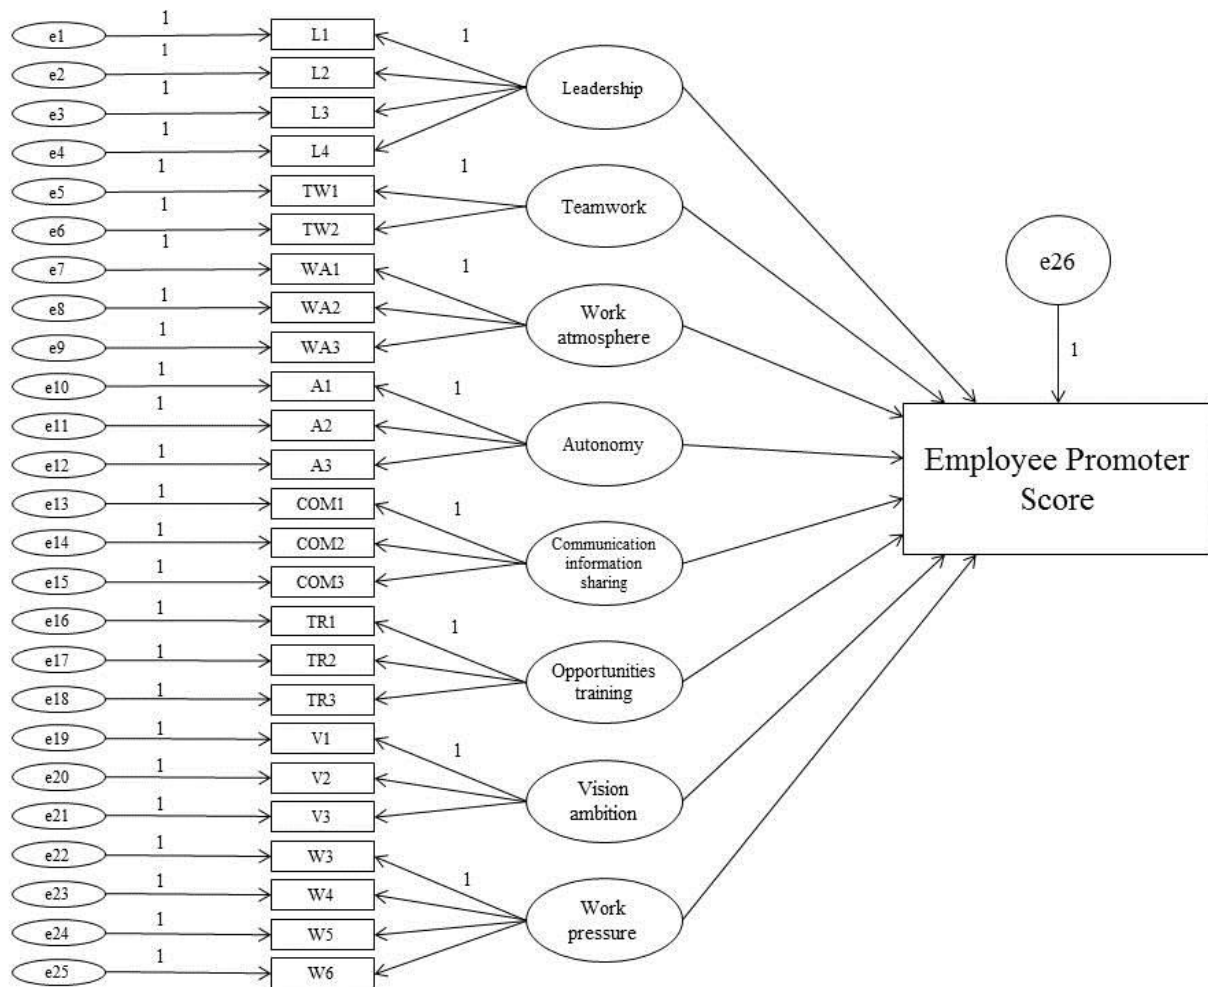 1
e1
L1
1
1
e2
L2
Leadership
1
e3
L3
1
e4
L4
1
1
e5
TW1
Teamwork
1
e6
TW2
1
e26
1
e7
WA1
1
1
e8
WA2
Work
atmosphere
1
e9
WA3
1
1
e10
A1
1
1
e11
A2
Autonomy
Employee Promoter
Score
1
e12
A3
1
e13
COM1
1
1
e14
COM2
Communication
information
sharing
1
e15
COM3
1
e16
TR1
1
1
e17
TR2
Opportunities
training
1
e18
TR3
1
e19
V1
1
1
e20
V2
Vision
ambition
1
e21
V3
1
e22
W3
1
1
e23
W4
Work
pressure
1
e24
W5
1
e25
W6